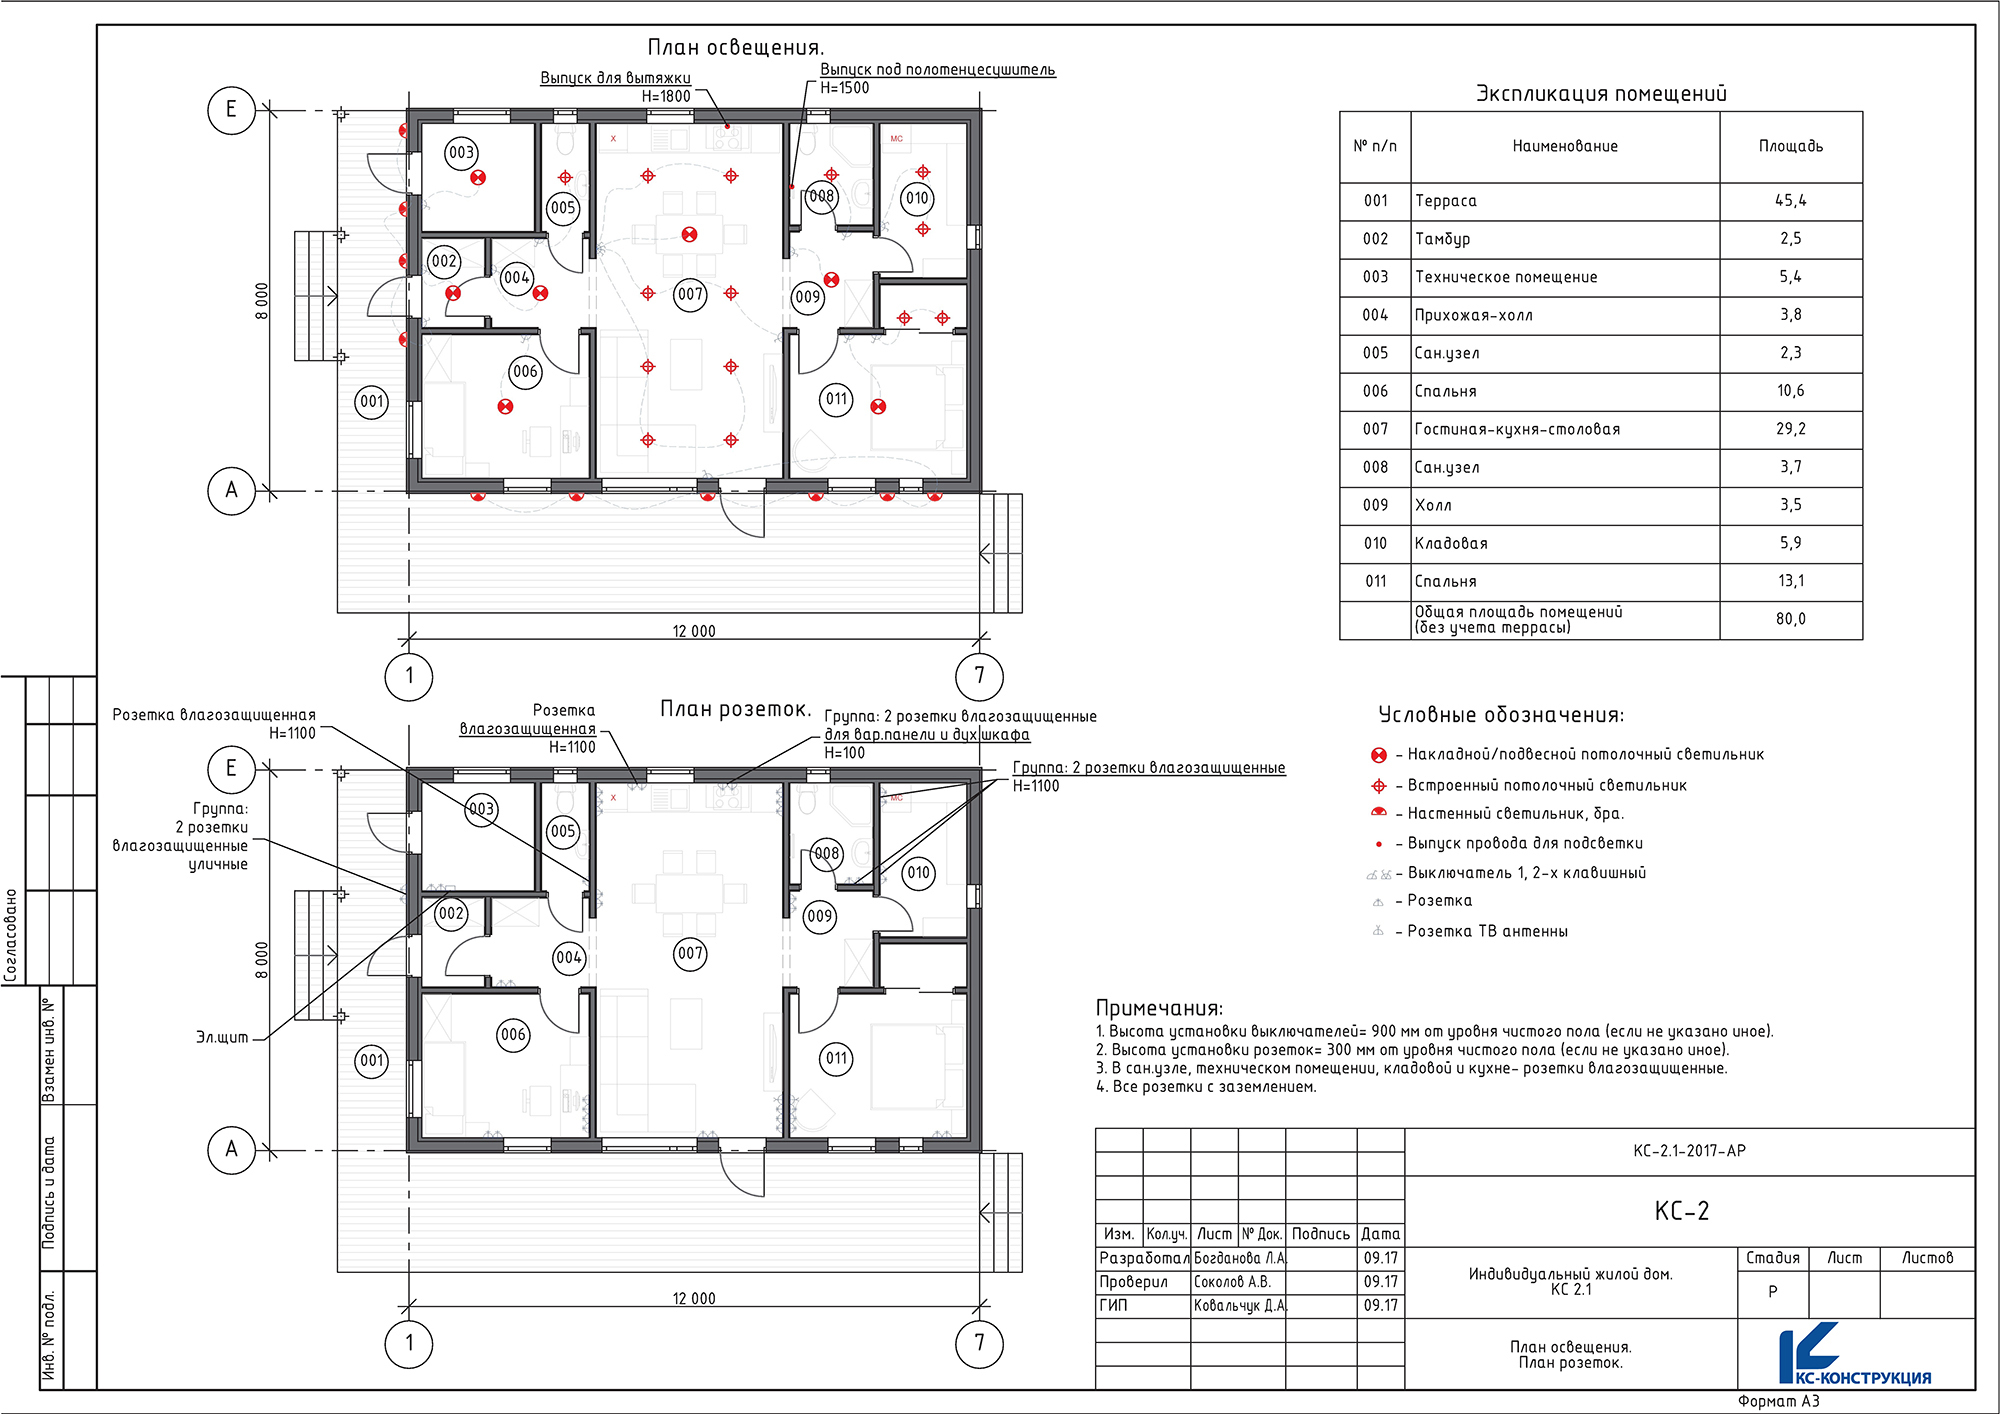 План освещения.
Выпуск для вытяжки
H=1800
Выпуск под полотенцесушитель
H=1500
Е
А
8 000
12 000
1
7
003
005
008
010
002
004
007
009
006
011
001
X
МС
Экспликация помещений
№ п/п Наименование Площадь
001 Терраса 45,4
002 Тамбур 2,5
003 Техническое помещение 5,4
004 Прихожая-холл 3,8
005 Сан.узел 2,3
006 Спальня 10,6
007 Гостиная-кухня-столовая 29,2
008 Сан.узел 3,7
009 Холл 3,5
010 Кладовая 5,9
011 Спальня 13,1
Общая площадь помещений
(без учета террасы) 80,0
План розеток.
Розетка влагозащищенная
H=1100
Розетка
влагозащищенная
H=1100
Группа: 2 розетки влагозащищенные
для вар.панели и дух.шкафа
H=100
Группа: 2 розетки влагозащищенные
H=1100
Группа:
2 розетки
влагозащищенные
уличные
Эл.щит
Е
А
8 000
12 000
1
7
003
005
008
010
002
004
007
009
006
011
001
X
МС
Условные обозначения:
- Накладной/подвесной потолочный светильник
- Встроенный потолочный светильник
- Настенный светильник, бра.
- Выпуск провода для подсветки
- Выключатель 1, 2-х клавишный
- Розетка
- Розетка ТВ антенны
Примечания:
1. Высота установки выключателей= 900 мм от уровня чистого пола (если не указано иное).
2. Высота установки розеток= 300 мм от уровня чистого пола (если не указано иное).
3. В сан.узле, техническом помещении, кладовой и кухне- розетки влагозащищенные.
4. Все розетки с заземлением.
КС-2.1-2017-АР
КС-2
Изм. Кол.уч. Лист № Док. Подпись Дата
Разработал Богданова Л.А. 09.17
Проверил Соколов А.В. 09.17
ГИП Ковальчук Д.А. 09.17
Индивидуальный жилой дом.
КС 2.1
Стадия Лист Листов
Р
План освещения.
План розеток.
КС-КОНСТРУКЦИЯ
Формат А3
Согласовано
Взамен инв. №
Подпись и дата
Инв. № подл.